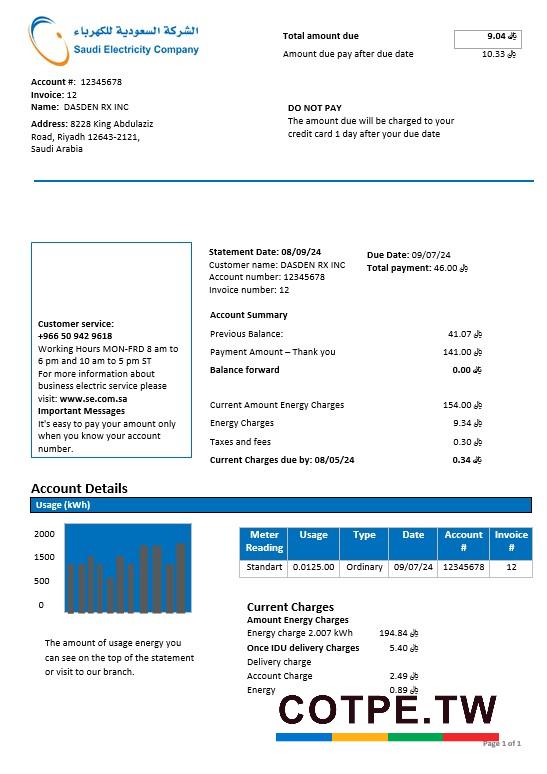 الشركة السعودية للكهرباء
Saudi Electricity Company
Total amount due 9.04 ﷼
Amount due pay after due date 10.33 ﷼
Account #: 12345678
Invoice: 12
Name: DASDEN RX INC
Address: 8228 King Abdulaziz
Road, Riyadh 12643-2121,
Saudi Arabia
DO NOT PAY
The amount due will be charged to your
credit card 1 day after your due date
Customer service:
+966 50 942 9618
Working Hours MON-FRD 8 am to
6 pm and 10 am to 5 pm ST
For more information about
business electric service please
visit: www.se.com.sa
Important Messages
It's easy to pay your amount only
when you know your account
number.
Statement Date: 08/09/24
Customer name: DASDEN RX INC
Account number: 12345678
Invoice number: 12
Due Date: 09/07/24
Total payment: 46.00 ﷼
Account Summary
Previous Balance: 41.07 ﷼
Payment Amount – Thank you 141.00 ﷼
Balance forward 0.00 ﷼
Current Amount Energy Charges 154.00 ﷼
Energy Charges 9.34 ﷼
Taxes and fees 0.30 ﷼
Current Charges due by: 08/05/24 0.34 ﷼
Account Details
Usage (kWh)
2000
1500
500
0
The amount of usage energy you
can see on the top of the statement
or visit to our branch.
Meter Reading Usage Type Date Account # Invoice #
Standart 0.0125.00 Ordinary 09/07/24 12345678 12
Current Charges
Amount Energy Charges
Energy charge 2.007 kWh 194.84 ﷼
Once IDU delivery Charges 5.40 ﷼
Delivery charge
Account Charge 2.49 ﷼
Energy 0.89 ﷼
COTPE.TW
Page 1 of 1